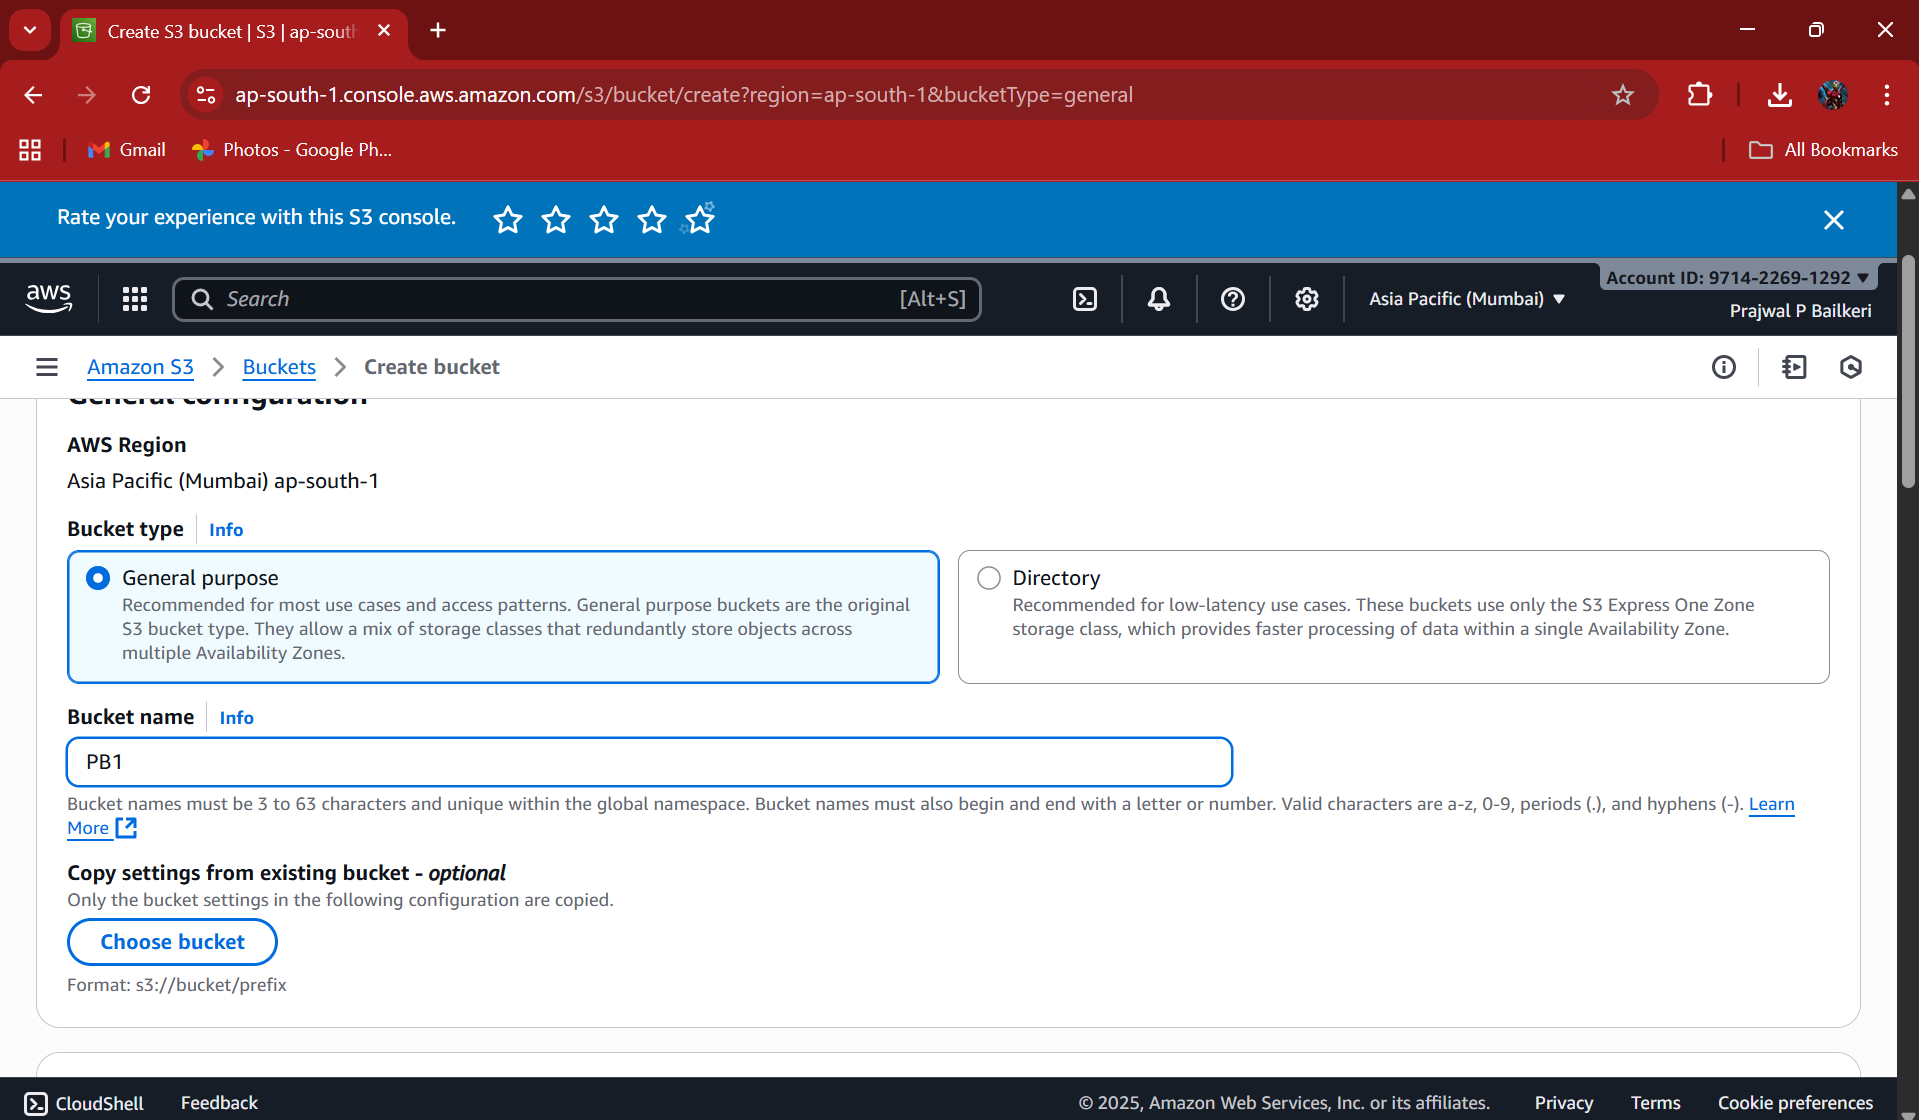 Create S3 bucket | S3 | ap-sout
ap-south-1.console.aws.amazon.com/s3/bucket/create?region=ap-south-1&bucketType=general
Gmail
Photos - Google Ph...
All Bookmarks
Rate your experience with this S3 console.
aws
Search
[Alt+S]
Asia Pacific (Mumbai)
Account ID: 9714-2269-1292
Prajwal P Bailkeri
Amazon S3 > Buckets > Create bucket
General configuration
AWS Region
Asia Pacific (Mumbai) ap-south-1
Bucket type
Info
General purpose
Recommended for most use cases and access patterns. General purpose buckets are the original
S3 bucket type. They allow a mix of storage classes that redundantly store objects across
multiple Availability Zones.
Directory
Recommended for low-latency use cases. These buckets use only the S3 Express One Zone
storage class, which provides faster processing of data within a single Availability Zone.
Bucket name
Info
PB1
Bucket names must be 3 to 63 characters and unique within the global namespace. Bucket names must also begin and end with a letter or number. Valid characters are a-z, 0-9, periods (.), and hyphens (-). Learn
More
Copy settings from existing bucket - optional
Only the bucket settings in the following configuration are copied.
Choose bucket
Format: s3://bucket/prefix
CloudShell
Feedback
© 2025, Amazon Web Services, Inc. or its affiliates.
Privacy
Terms
Cookie preferences